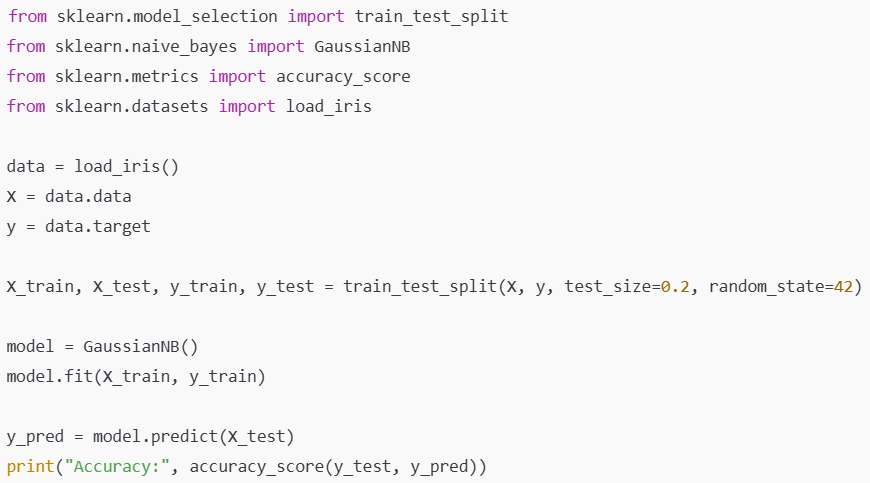 from sklearn.model_selection import train_test_split
from sklearn.naive_bayes import GaussianNB
from sklearn.metrics import accuracy_score
from sklearn.datasets import load_iris

data = load_iris()
X = data.data
y = data.target

X_train, X_test, y_train, y_test = train_test_split(X, y, test_size=0.2, random_state=42)

model = GaussianNB()
model.fit(X_train, y_train)

y_pred = model.predict(X_test)
print("Accuracy:", accuracy_score(y_test, y_pred))